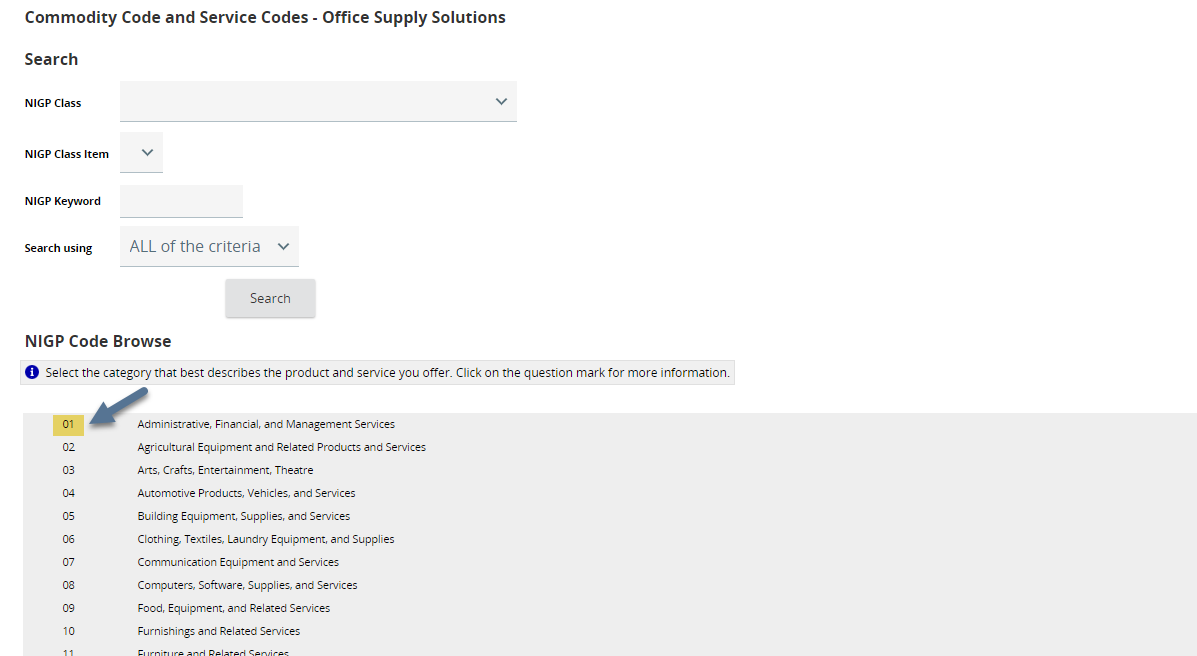 Commodity Code and Service Codes - Office Supply Solutions
Search
NIGP Class
NIGP Class Item
NIGP Keyword
Search using ALL of the criteria
Search
NIGP Code Browse
Select the category that best describes the product and service you offer. Click on the question mark for more information.
01 Administrative, Financial, and Management Services
02 Agricultural Equipment and Related Products and Services
03 Arts, Crafts, Entertainment, Theatre
04 Automotive Products, Vehicles, and Services
05 Building Equipment, Supplies, and Services
06 Clothing, Textiles, Laundry Equipment, and Supplies
07 Communication Equipment and Services
08 Computers, Software, Supplies, and Services
09 Food, Equipment, and Related Services
10 Furnishings and Related Services
11 Furniture and Related Services